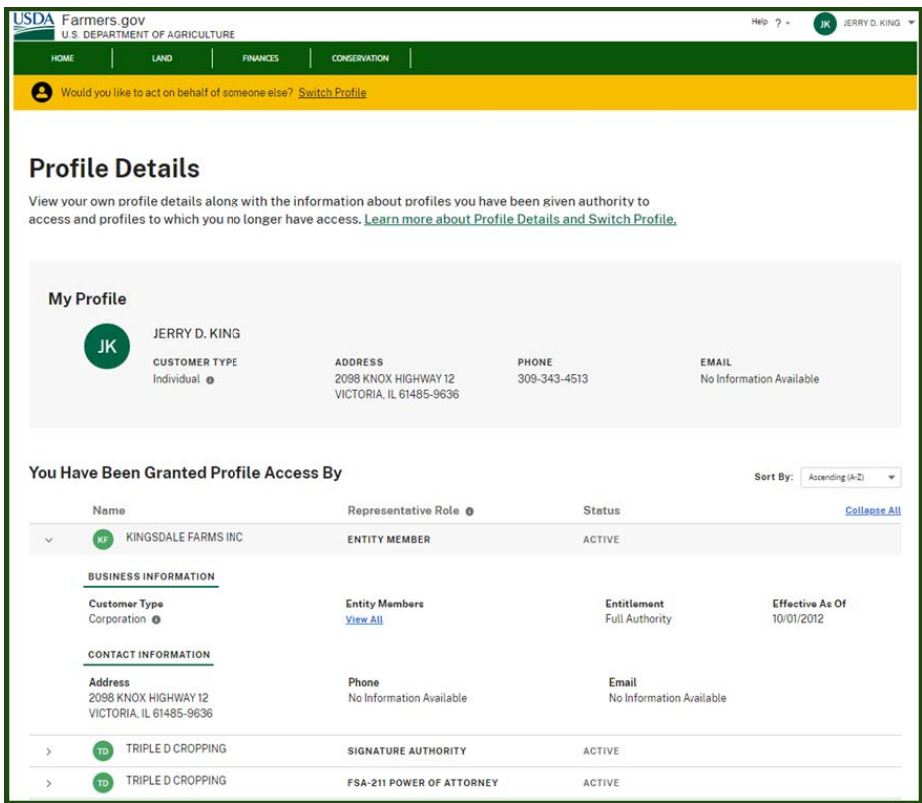 USDA Farmers.gov
U.S. DEPARTMENT OF AGRICULTURE
Help ? JK JERRY D. KING
HOME LAND FINANCES CONSERVATION
Would you like to act on behalf of someone else? Switch Profile
Profile Details
View your own profile details along with the information about profiles you have been given authority to
access and profiles to which you no longer have access. Learn more about Profile Details and Switch Profile.
My Profile
JK
JERRY D. KING
CUSTOMER TYPE ADDRESS PHONE EMAIL
Individual 2098 KNOX HIGHWAY 12 309-343-4513 No Information Available
VICTORIA, IL 61485-9636
You Have Been Granted Profile Access By
Sort By: Ascending (A-Z)
Name Representative Role Status Collapse All
KF KINGSDALE FARMS INC ENTITY MEMBER ACTIVE
BUSINESS INFORMATION
Customer Type Entity Members Entitlement Effective As Of
Corporation View All Full Authority 10/01/2012
CONTACT INFORMATION
Address Phone Email
2098 KNOX HIGHWAY 12 No Information Available No Information Available
VICTORIA, IL 61485-9636
TD TRIPLE D CROPPING SIGNATURE AUTHORITY ACTIVE
TD TRIPLE D CROPPING FSA-211 POWER OF ATTORNEY ACTIVE